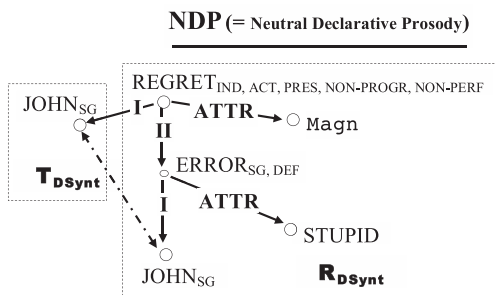 NDP (= Neutral Declarative Prosody)
REGRET IND, ACT, PRES, NON-PROGR, NON-PERF
JOHN SG
I
ATTR
Magn
II
T DSynt
ERROR SG, DEF
I
ATTR
STUPID
JOHN SG
R DSynt